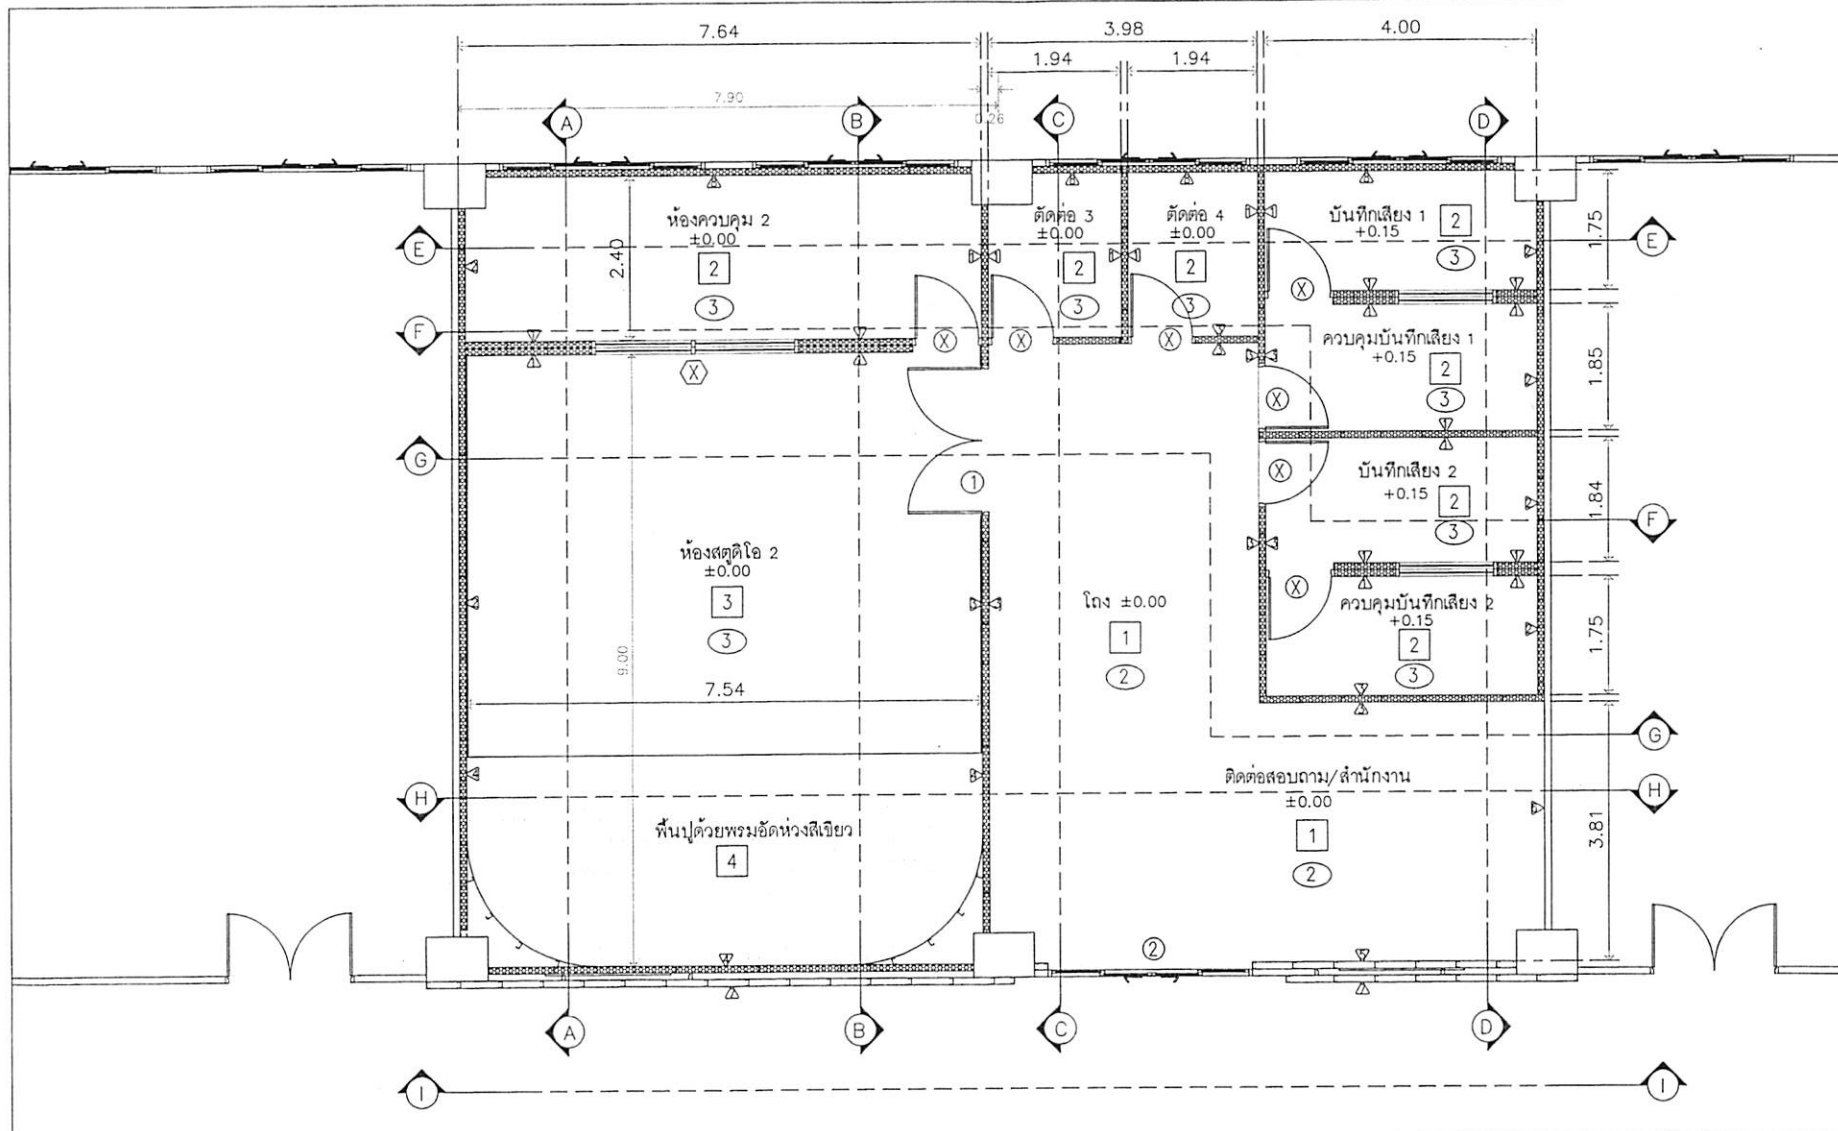 7.64
3.98
4.00
1.94
1.94
7.90
0.26
A
B
C
D
ห้องควบคุม 2
±0.00
2
3
ตัดต่อ 3
±0.00
2
3
ตัดต่อ 4
±0.00
2
3
บันทึกเสียง 1
+0.15
2
3
1.75
E
E
2.40
F
X
X
X
X
X
ควบคุมบันทึกเสียง 1
+0.15
2
3
1.85
X
G
1
X
บันทึกเสียง 2
+0.15
2
3
1.84
F
ห้องสตูดิโอ 2
±0.00
3
3
9.00
7.54
โถง ±0.00
1
2
X
ควบคุมบันทึกเสียง 2
+0.15
2
3
1.75
G
H
H
ติดต่อสอบถาม/สำนักงาน
±0.00
1
2
3.81
พื้นปูด้วยพรมอัดห่วงสีเขียว
4
2
A
B
C
D
I
I